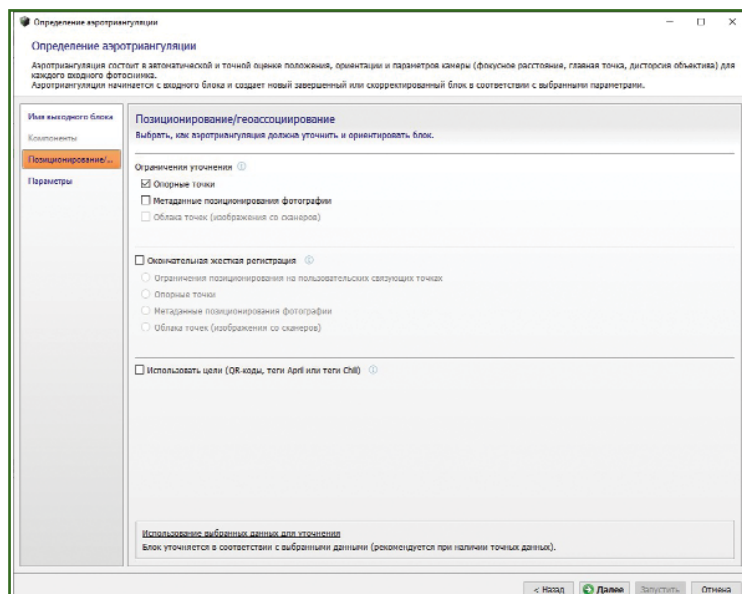 Определение аэротриангуляции
Определение аэротриангуляции
Аэротриангуляция состоит в автоматической и точной оценке положения, ориентации и параметров камеры (фокусное расстояние, главная точка, дисторсия объектива) для
каждого входного фотоснимка.
Аэротриангуляция начинается с входного блока и создает новый завершенный или скорректированный блок в соответствии с выбранными параметрами.
Имя выходного блока
Компоненты
Позиционирование/...
Параметры
Позиционирование/геоассоциирование
Выбрать, как аэротриангуляция должна уточнить и ориентировать блок.
Ограничения уточнения
Опорные точки
Метаданные позиционирования фотографии
Облака точек (изображения со сканеров)
Окончательная жесткая регистрация
Ограничения позиционирования на пользовательских связующих точках
Опорные точки
Метаданные позиционирования фотографии
Облака точек (изображения со сканеров)
Использовать цели (QR-коды, теги April или теги Chili)
Использование выбранных данных для уточнения
Блок уточняется в соответствии с выбранными данными (рекомендуется при наличии точных данных).
< Назад Далее Запустить Отмена